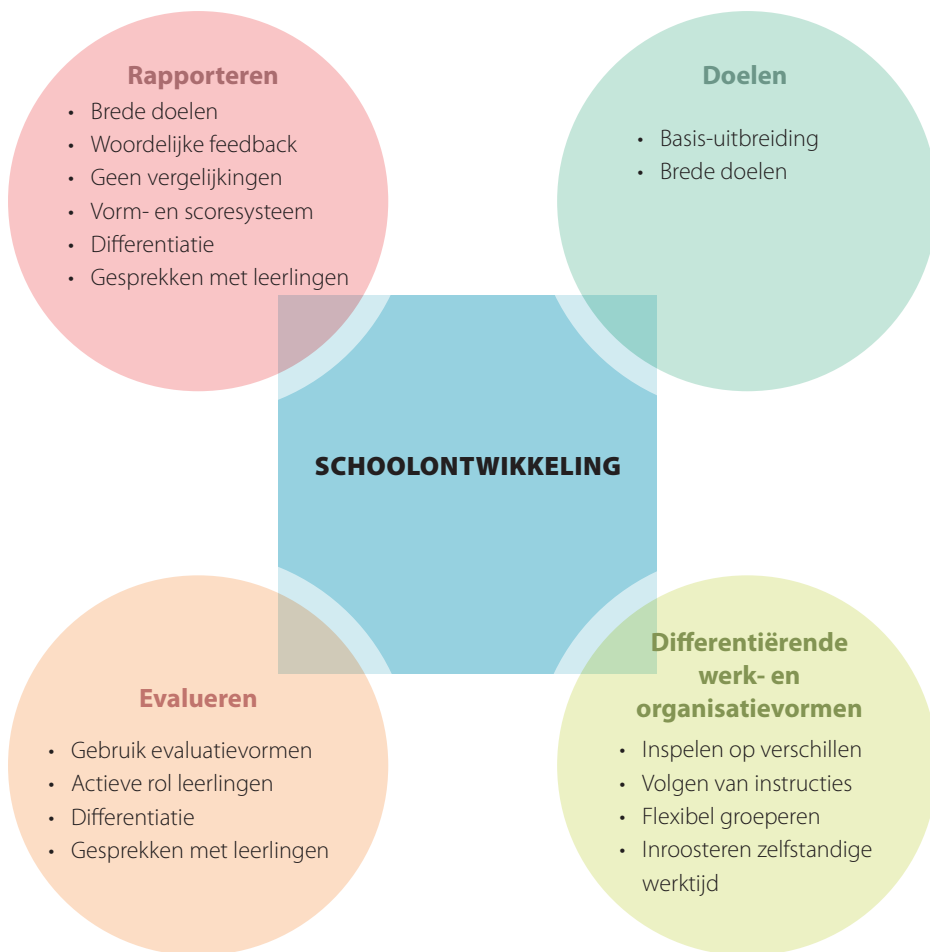 Rapporteren
• Brede doelen
• Woordelijke feedback
• Geen vergelijkingen
• Vorm- en scoresysteem
• Differentiatie
• Gesprekken met leerlingen
Doelen
• Basis-uitbreiding
• Brede doelen
SCHOOLONTWIKKELING
Evalueren
• Gebruik evaluatievormen
• Actieve rol leerlingen
• Differentiatie
• Gesprekken met leerlingen
Differentiërende
werk- en
organisatievormen
• Inspelen op verschillen
• Volgen van instructies
• Flexibel groeperen
• Inroosteren zelfstandige
werktijd